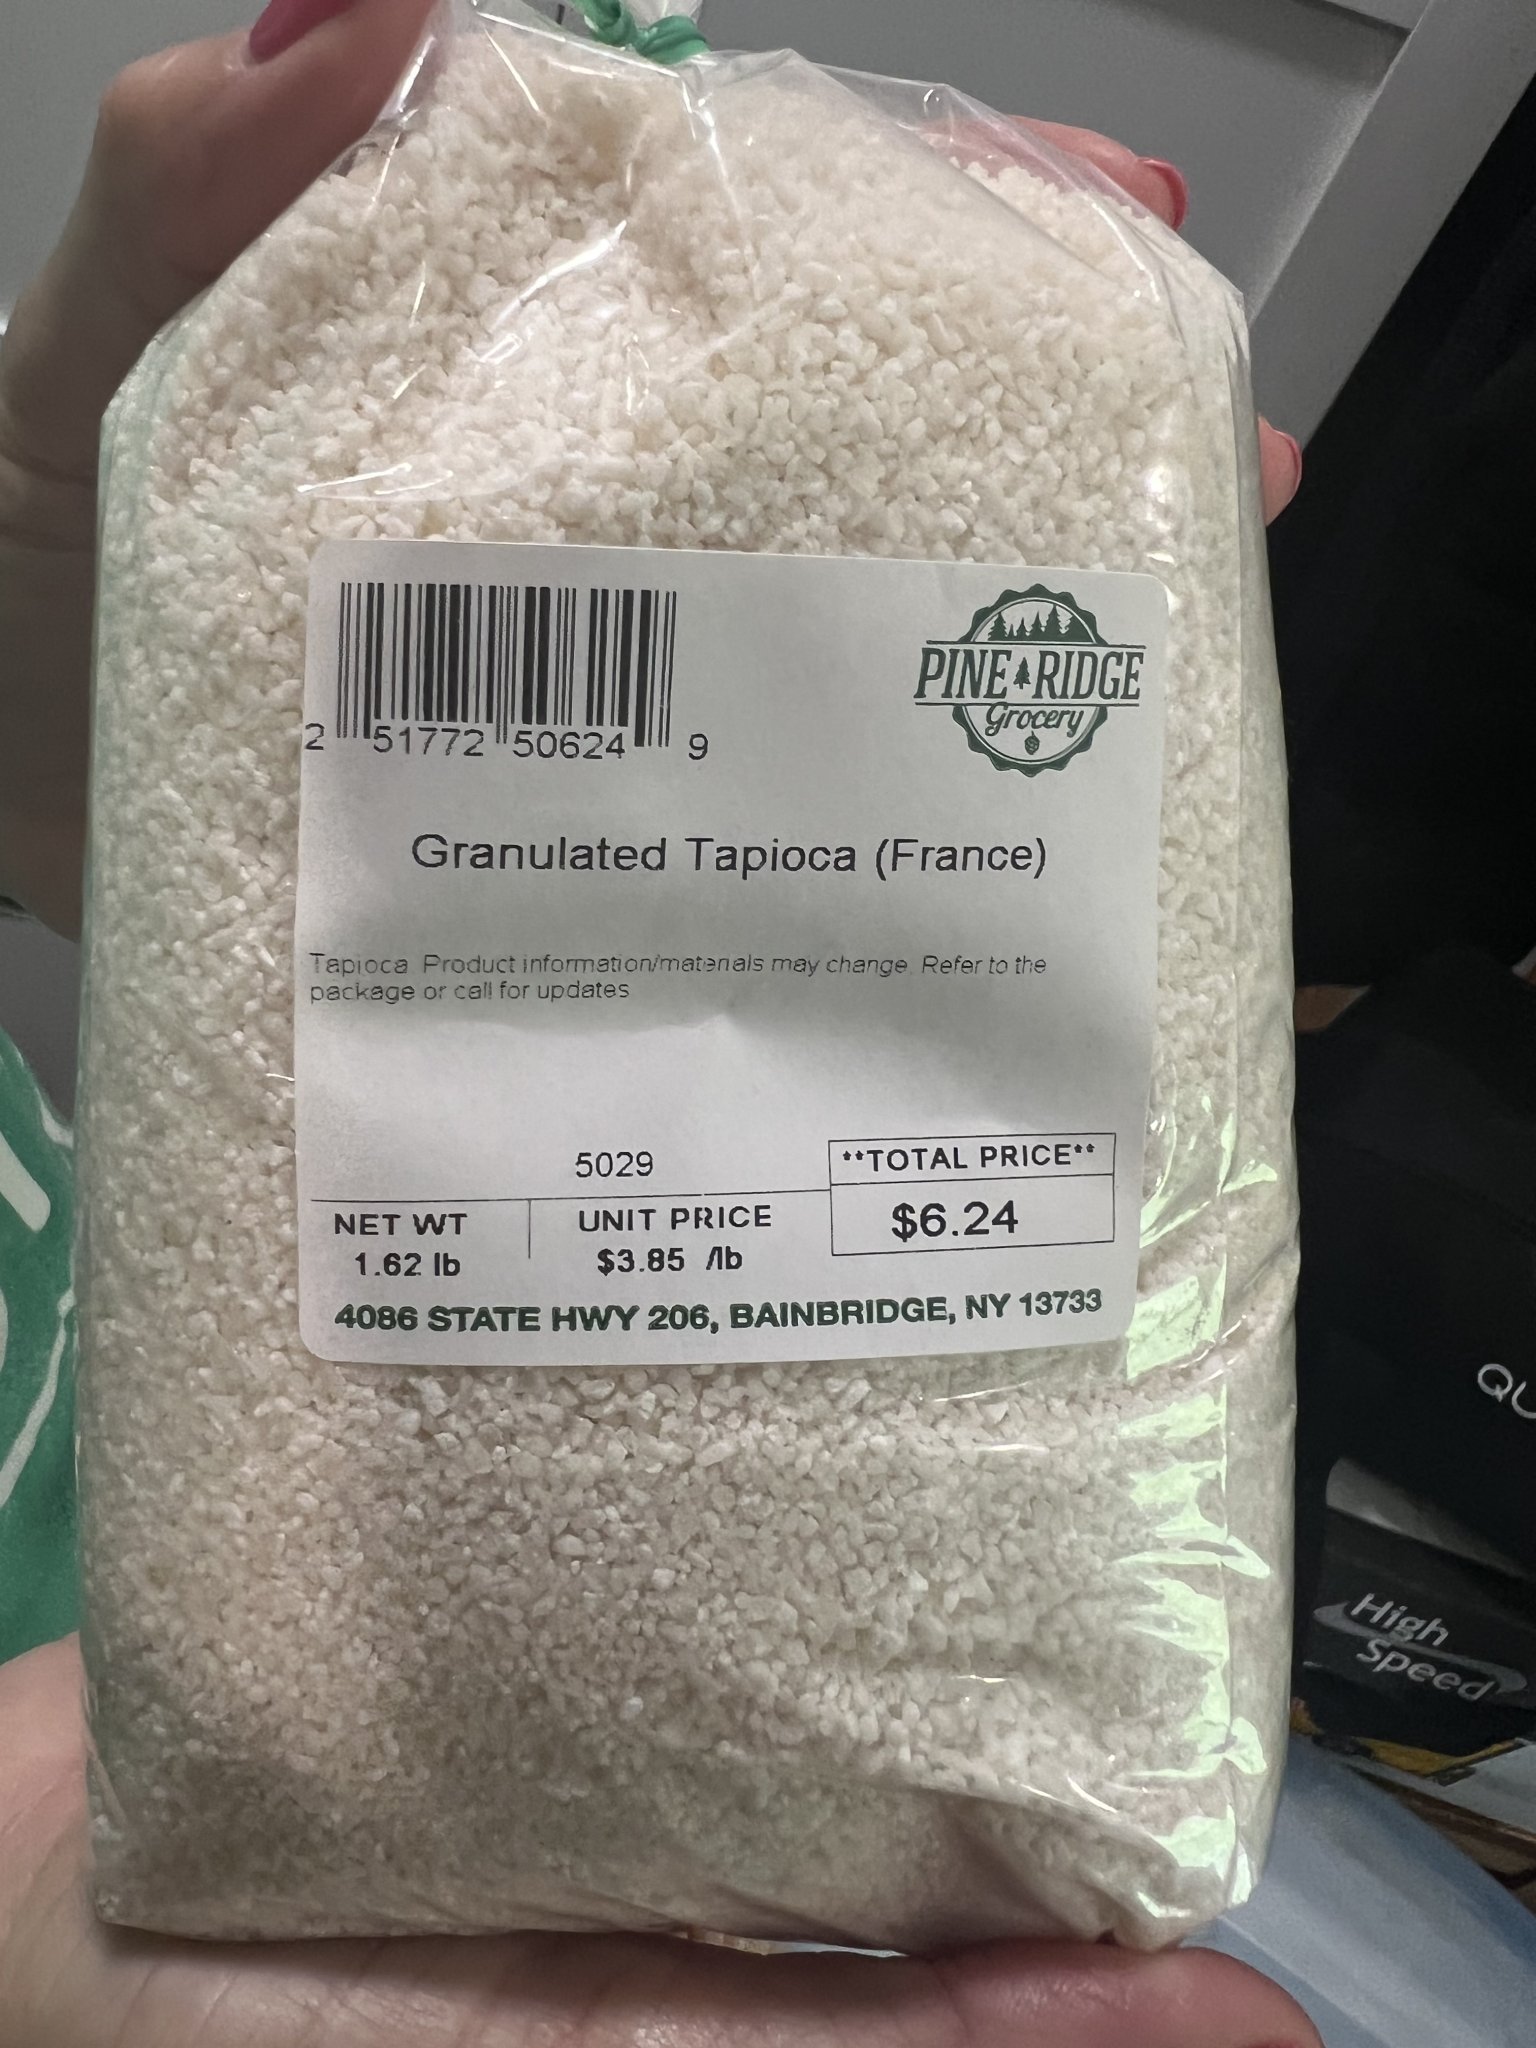 PINE RIDGE
Grocery
2 51772 50624 9
Granulated Tapioca (France)
Tapioca. Product information/materials may change. Refer to the
package or call for updates
5029
**TOTAL PRICE**
NET WT
UNIT PRICE
$6.24
1.62 lb
$3.85 /lb
4086 STATE HWY 206, BAINBRIDGE, NY 13733
High
Speed